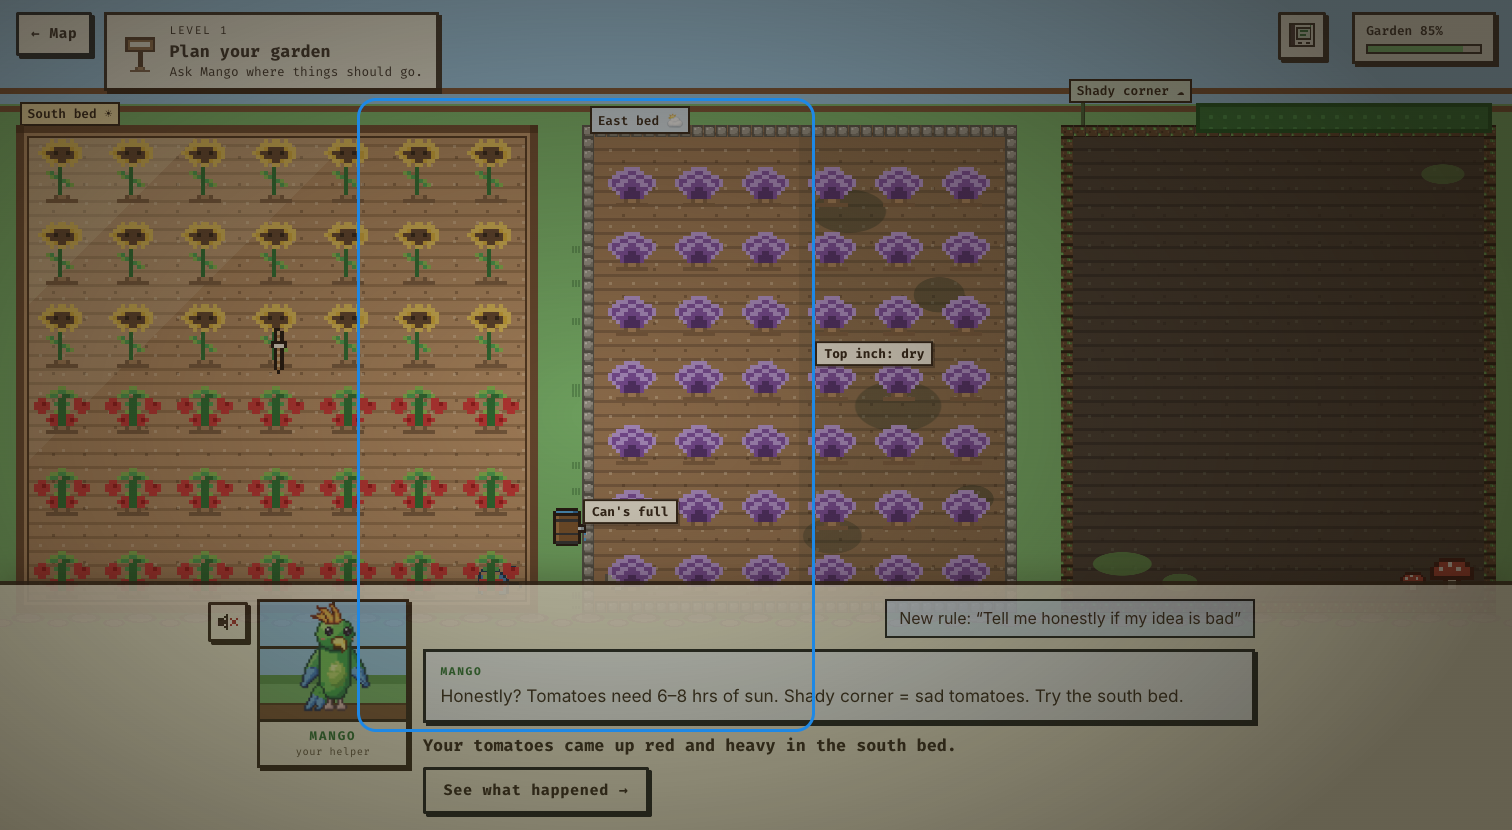 ← Map
LEVEL 1
Plan your garden
Ask Mango where things should go.
Garden 85%
South bed ☀
East bed ⛅
Shady corner ☁
Top inch: dry
Can's full
New rule: “Tell me honestly if my idea is bad”
MANGO
Honestly? Tomatoes need 6–8 hrs of sun. Shady corner = sad tomatoes. Try the south bed.
MANGO
your helper
Your tomatoes came up red and heavy in the south bed.
See what happened →